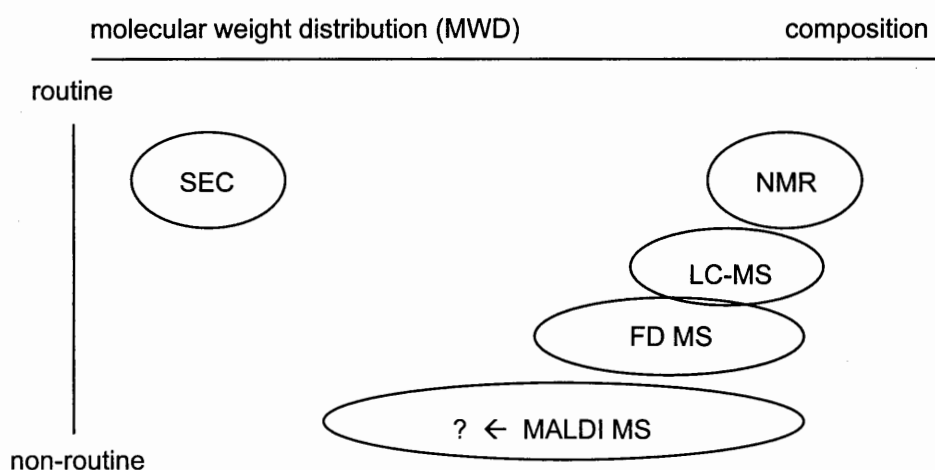 molecular weight distribution (MWD) composition
routine
SEC NMR
LC-MS
FD MS
? ← MALDI MS
non-routine